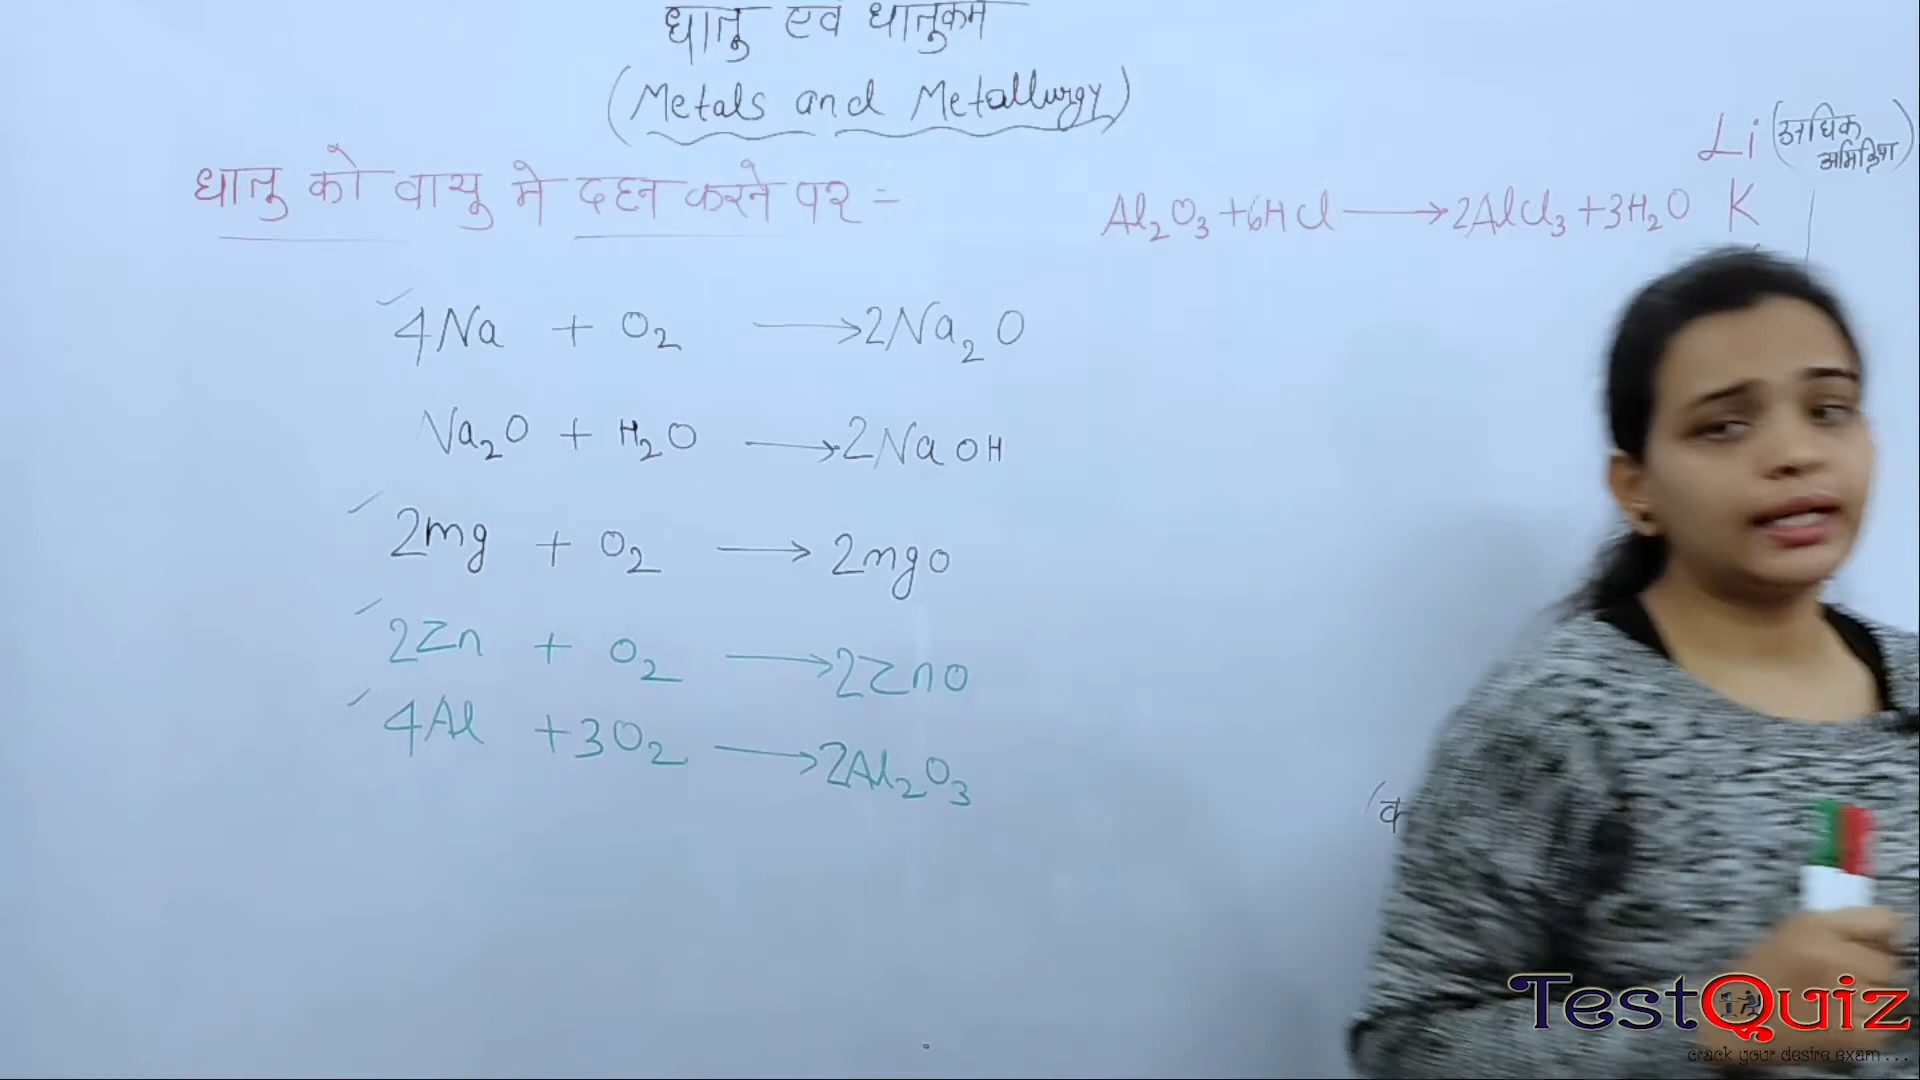 धातु एवं धातुकर्म
(Metals and Metallurgy)
धातु को वायु मे दहन करने पर =
4Na + O₂ ⟶ 2Na₂O
Na₂O + H₂O ⟶ 2NaOH
2mg + O₂ ⟶ 2mgo
2Zn + O₂ ⟶ 2ZnO
4Al + 3O₂ ⟶ 2Al₂O₃
Al₂O₃ + 6HCl ⟶ 2AlCl₃ + 3H₂O
Li (अधिक
K
TestQuiz
crack your desire exam...